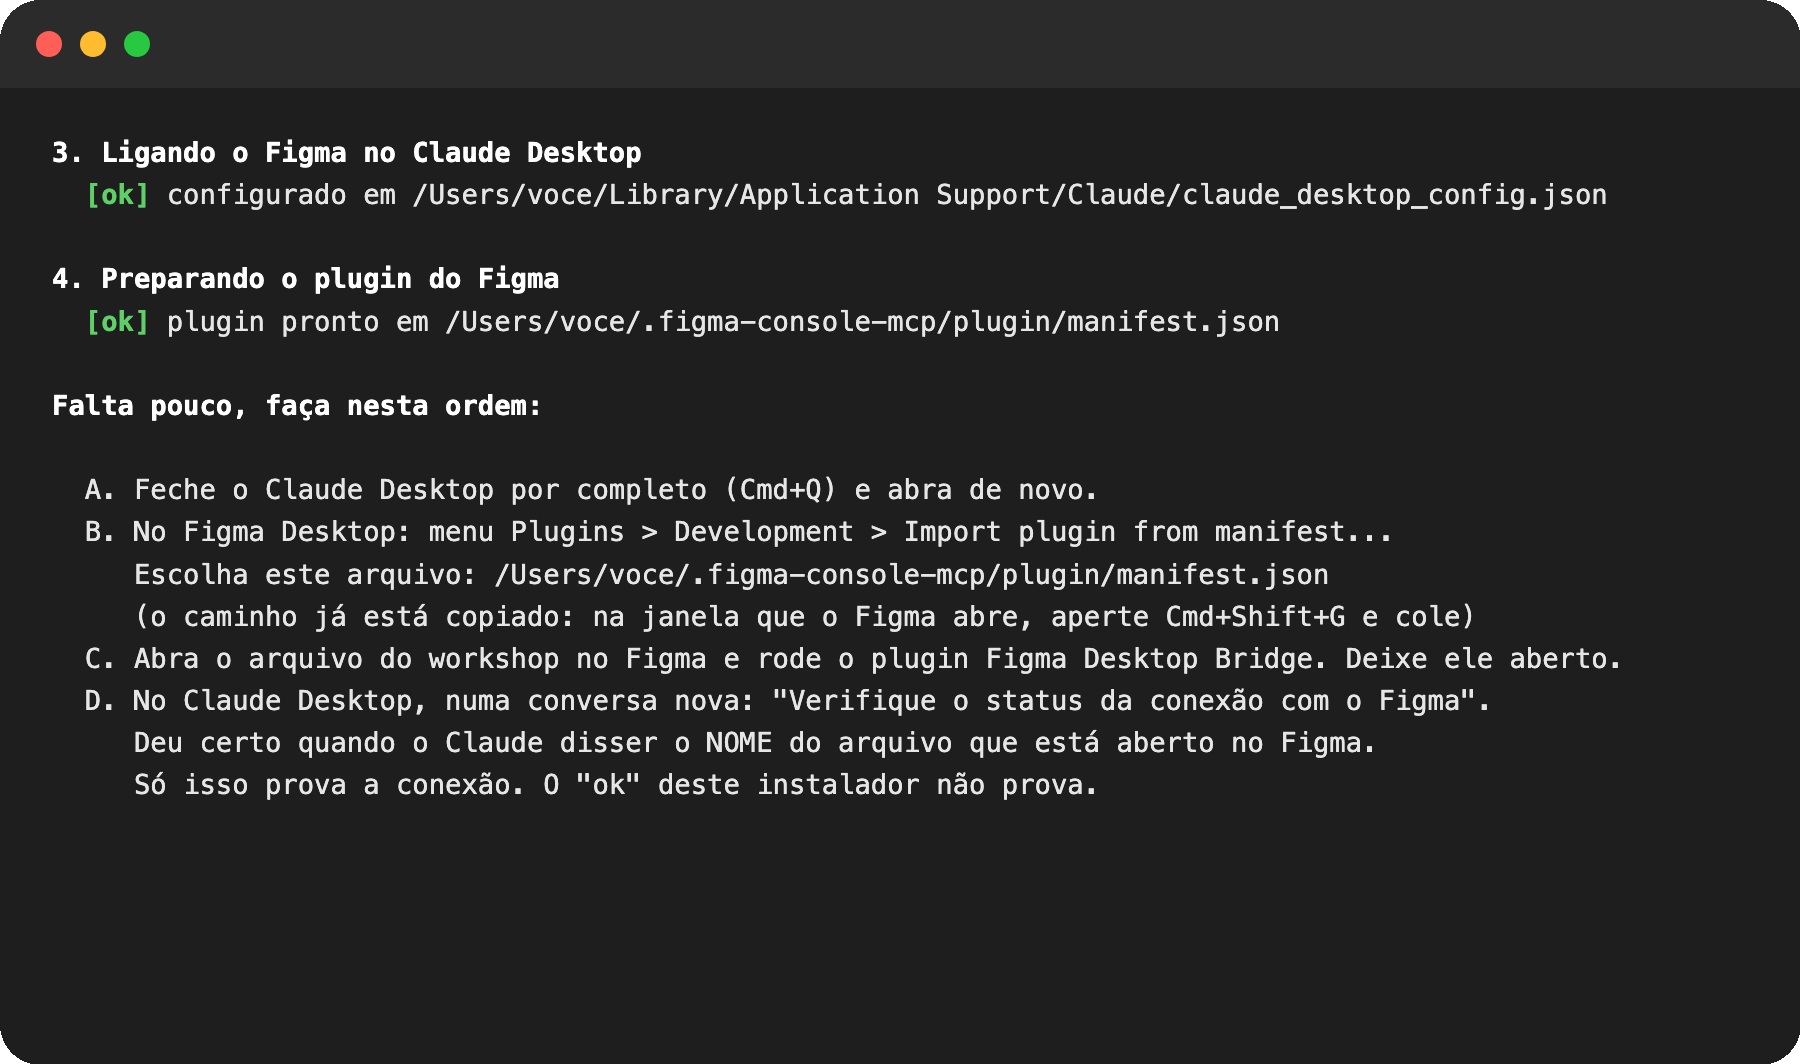 3. Ligando o Figma no Claude Desktop
[ok] configurado em /Users/voce/Library/Application Support/Claude/claude_desktop_config.json
4. Preparando o plugin do Figma
[ok] plugin pronto em /Users/voce/.figma-console-mcp/plugin/manifest.json
Falta pouco, faça nesta ordem:
A. Feche o Claude Desktop por completo (Cmd+Q) e abra de novo.
B. No Figma Desktop: menu Plugins > Development > Import plugin from manifest...
Escolha este arquivo: /Users/voce/.figma-console-mcp/plugin/manifest.json
(o caminho já está copiado: na janela que o Figma abre, aperte Cmd+Shift+G e cole)
C. Abra o arquivo do workshop no Figma e rode o plugin Figma Desktop Bridge. Deixe ele aberto.
D. No Claude Desktop, numa conversa nova: "Verifique o status da conexão com o Figma".
Deu certo quando o Claude disser o NOME do arquivo que está aberto no Figma.
Só isso prova a conexão. O "ok" deste instalador não prova.